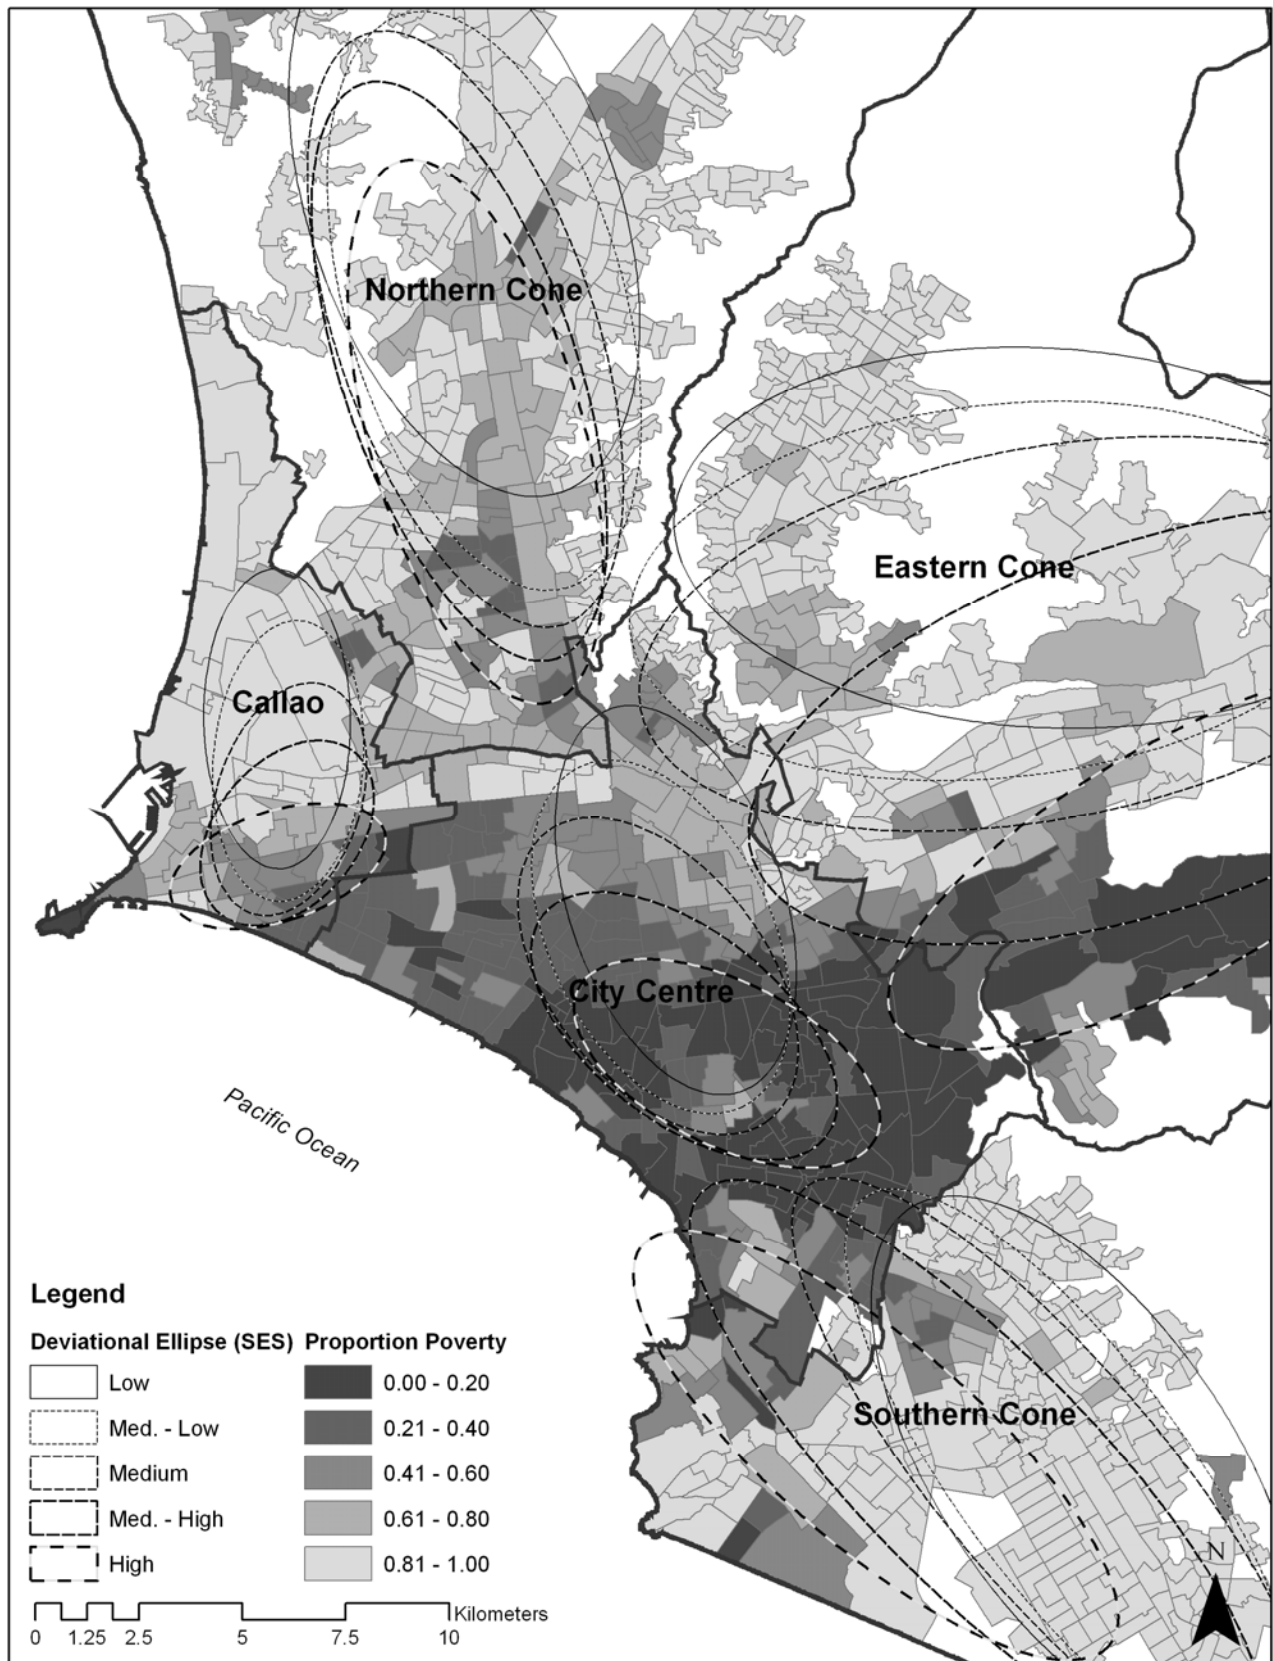 Northern Cone
Eastern Cone
Callao
City Centre
Pacific Ocean
Southern Cone
Legend
Deviational Ellipse (SES) Proportion Poverty
Low 0.00 - 0.20
Med. - Low 0.21 - 0.40
Medium 0.41 - 0.60
Med. - High 0.61 - 0.80
High 0.81 - 1.00
Kilometers
0 1.25 2.5 5 7.5 10
N